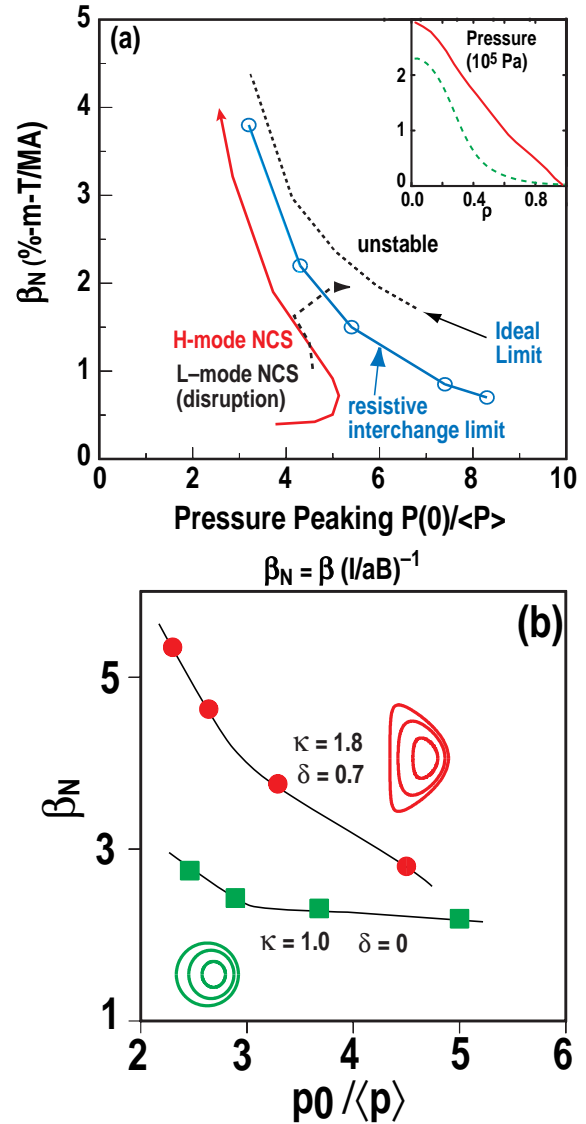 (a)
5
4
3
2
1
0
βN (%-m-T/MA)
0 2 4 6 8 10
Pressure Peaking P(0)/<P>
Pressure
(10⁵ Pa)
2
1
0
0.0 0.4 0.8
ρ
unstable
Ideal
Limit
H-mode NCS
L–mode NCS
(disruption)
resistive
interchange limit
βN = β (I/aB)⁻¹
(b)
5
3
1
βN
κ = 1.8
δ = 0.7
κ = 1.0 δ = 0
2 3 4 5 6
p0 /⟨p⟩